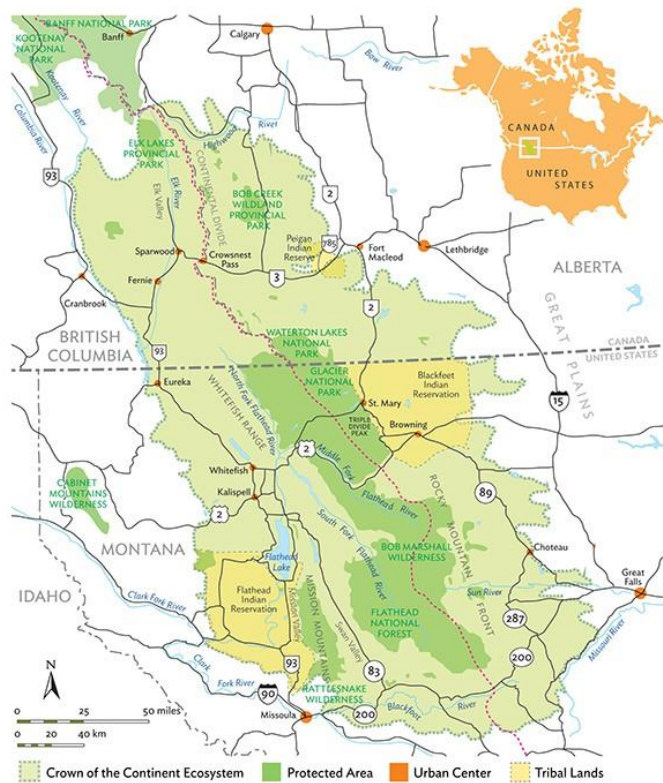 BANFF NATIONAL PARK
Banff
KOOTENAY
NATIONAL
PARK
Calgary
Bow River
Kootenay River
Columbia River
Highwood River
ELK LAKES
PROVINCIAL
PARK
CONTINENTAL DIVIDE
93
Elk River
Elk Valley
BOB CREEK
WILDLAND
PROVINCIAL
PARK
2
CANADA
UNITED
STATES
Peigan
Indian
Reserve
785
Fort
Macleod
Lethbridge
Sparwood
Crowsnest
Pass
3
Fernie
Cranbrook
2
ALBERTA
GREAT PLAINS
BRITISH
COLUMBIA
93
WATERTON LAKES
NATIONAL
PARK
CANADA
UNITED STATES
GLACIER
NATIONAL
PARK
Blackfeet
Indian
Reservation
Eureka
North Fork Flathead River
WHITEFISH RANGE
St. Mary
15
TRIPLE
DIVIDE
PEAK
Browning
2
Middle Fork
Flathead River
Whitefish
Kalispell
CABINET
MOUNTAINS
WILDERNESS
2
South Fork
Flathead River
ROCKY MOUNTAIN FRONT
89
BOB MARSHALL
WILDERNESS
Choteau
MONTANA
Flathead
Lake
Great
Falls
Sun River
IDAHO
Flathead
Indian
Reservation
Mission Valley
MISSION MOUNTAINS
Swan Valley
FLATHEAD
NATIONAL
FOREST
287
Missouri River
Clark Fork River
200
93
83
N
Clark
Fork River
90
RATTLESNAKE
WILDERNESS
Missoula
200
Blackfoot River
0 50 miles
0 20 40 km
Crown of the Continent Ecosystem
Protected Area
Urban Center
Tribal Lands